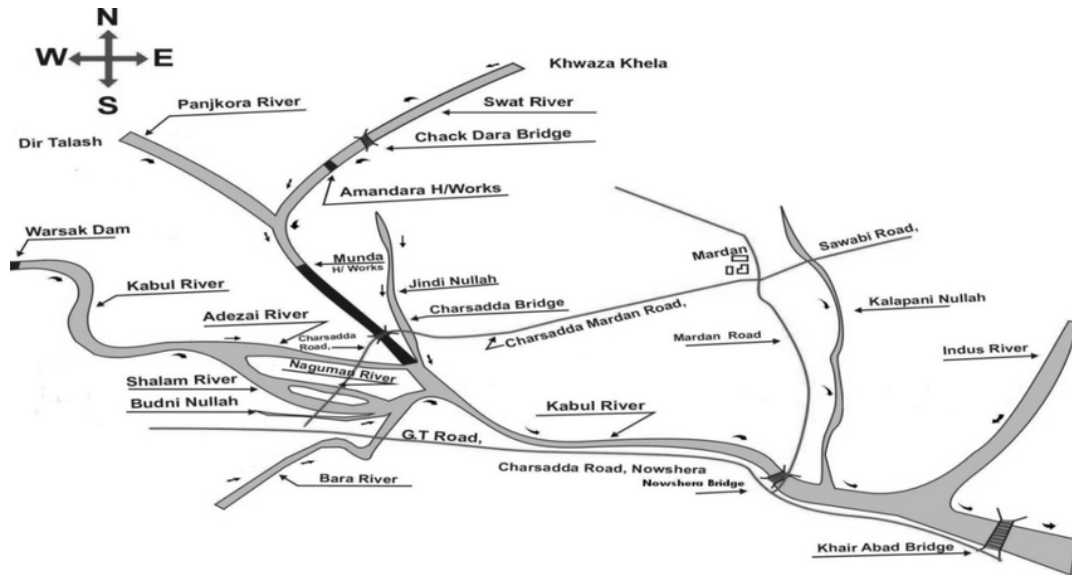 N
W E
S
Khwaza Khela
Panjkora River
Swat River
Dir Talash
Chack Dara Bridge
Amandara H/Works
Warsak Dam
Munda
H/ Works
Mardan
Sawabi Road,
Jindi Nullah
Kabul River
Charsadda Bridge
Kalapani Nullah
Adezai River
Charsadda Mardan Road,
Charsadda
Road,
Mardan Road
Indus River
Naguman River
Shalam River
Budni Nullah
Kabul River
G.T Road,
Charsadda Road, Nowshera
Bara River
Nowshera Bridge
Khair Abad Bridge